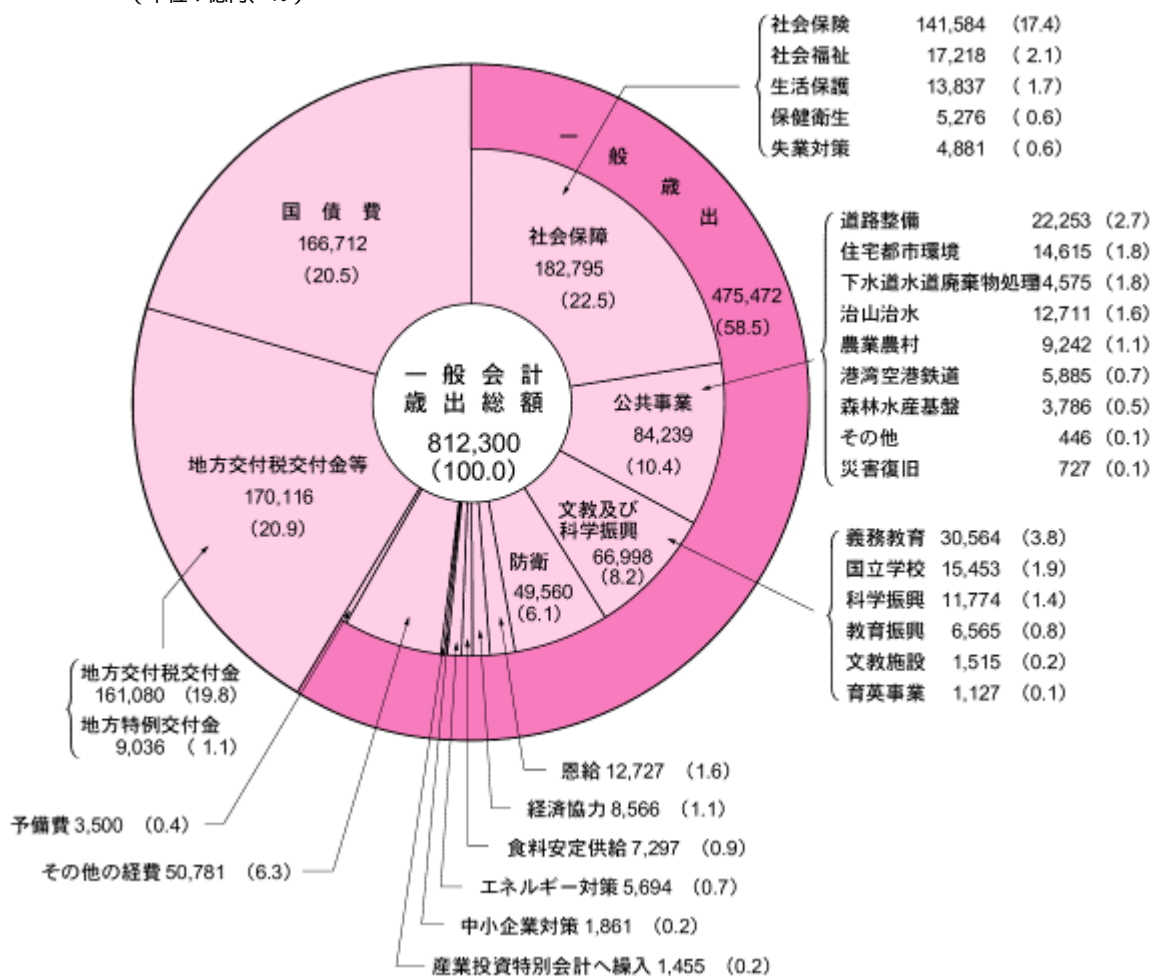 社会保険 141,584 (17.4)
社会福祉 17,218 ( 2.1)
生活保護 13,837 ( 1.7)
保健衛生 5,276 ( 0.6)
失業対策 4,881 ( 0.6)
一般歳出
475,472
(58.5)
国債費
166,712
(20.5)
社会保障
182,795
(22.5)
道路整備 22,253 (2.7)
住宅都市環境 14,615 (1.8)
下水道水道廃棄物処理 4,575 (1.8)
治山治水 12,711 (1.6)
農業農村 9,242 (1.1)
港湾空港鉄道 5,885 (0.7)
森林水産基盤 3,786 (0.5)
その他 446 (0.1)
災害復旧 727 (0.1)
一般会計
歳出総額
812,300
(100.0)
公共事業
84,239
(10.4)
地方交付税交付金等
170,116
(20.9)
文教及び
科学振興
66,998
(8.2)
防衛
49,560
(6.1)
義務教育 30,564 (3.8)
国立学校 15,453 (1.9)
科学振興 11,774 (1.4)
教育振興 6,565 (0.8)
文教施設 1,515 (0.2)
育英事業 1,127 (0.1)
地方交付税交付金
161,080 (19.8)
地方特例交付金
9,036 ( 1.1)
恩給 12,727 (1.6)
経済協力 8,566 (1.1)
食料安定供給 7,297 (0.9)
エネルギー対策 5,694 (0.7)
中小企業対策 1,861 (0.2)
産業投資特別会計へ繰入 1,455 (0.2)
予備費 3,500 (0.4)
その他の経費 50,781 (6.3)